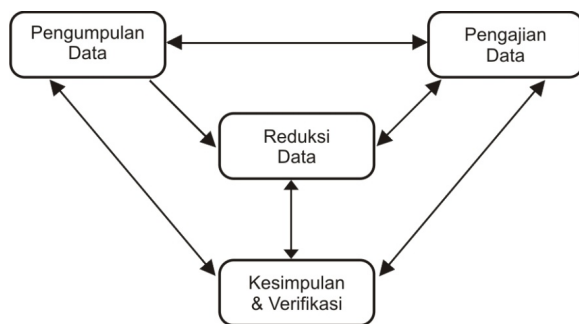 Pengumpulan
Data
Pengajian
Data
Reduksi
Data
Kesimpulan
& Verifikasi